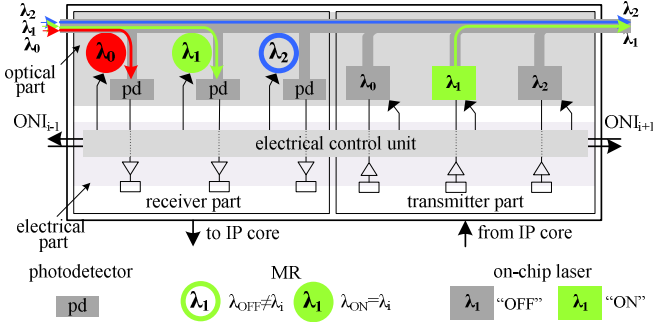 λ₂
λ₁
λ₀
λ₂
λ₁
optical
part
λ₀
λ₁
λ₂
λ₀
λ₁
λ₂
pd
pd
pd
ONIᵢ₋₁
electrical control unit
ONIᵢ₊₁
electrical
part
receiver part
transmitter part
to IP core
from IP core
photodetector
MR
on-chip laser
pd
λ₁ λOFF≠λᵢ λ₁ λON=λᵢ
λ₁ “OFF” λ₁ “ON”